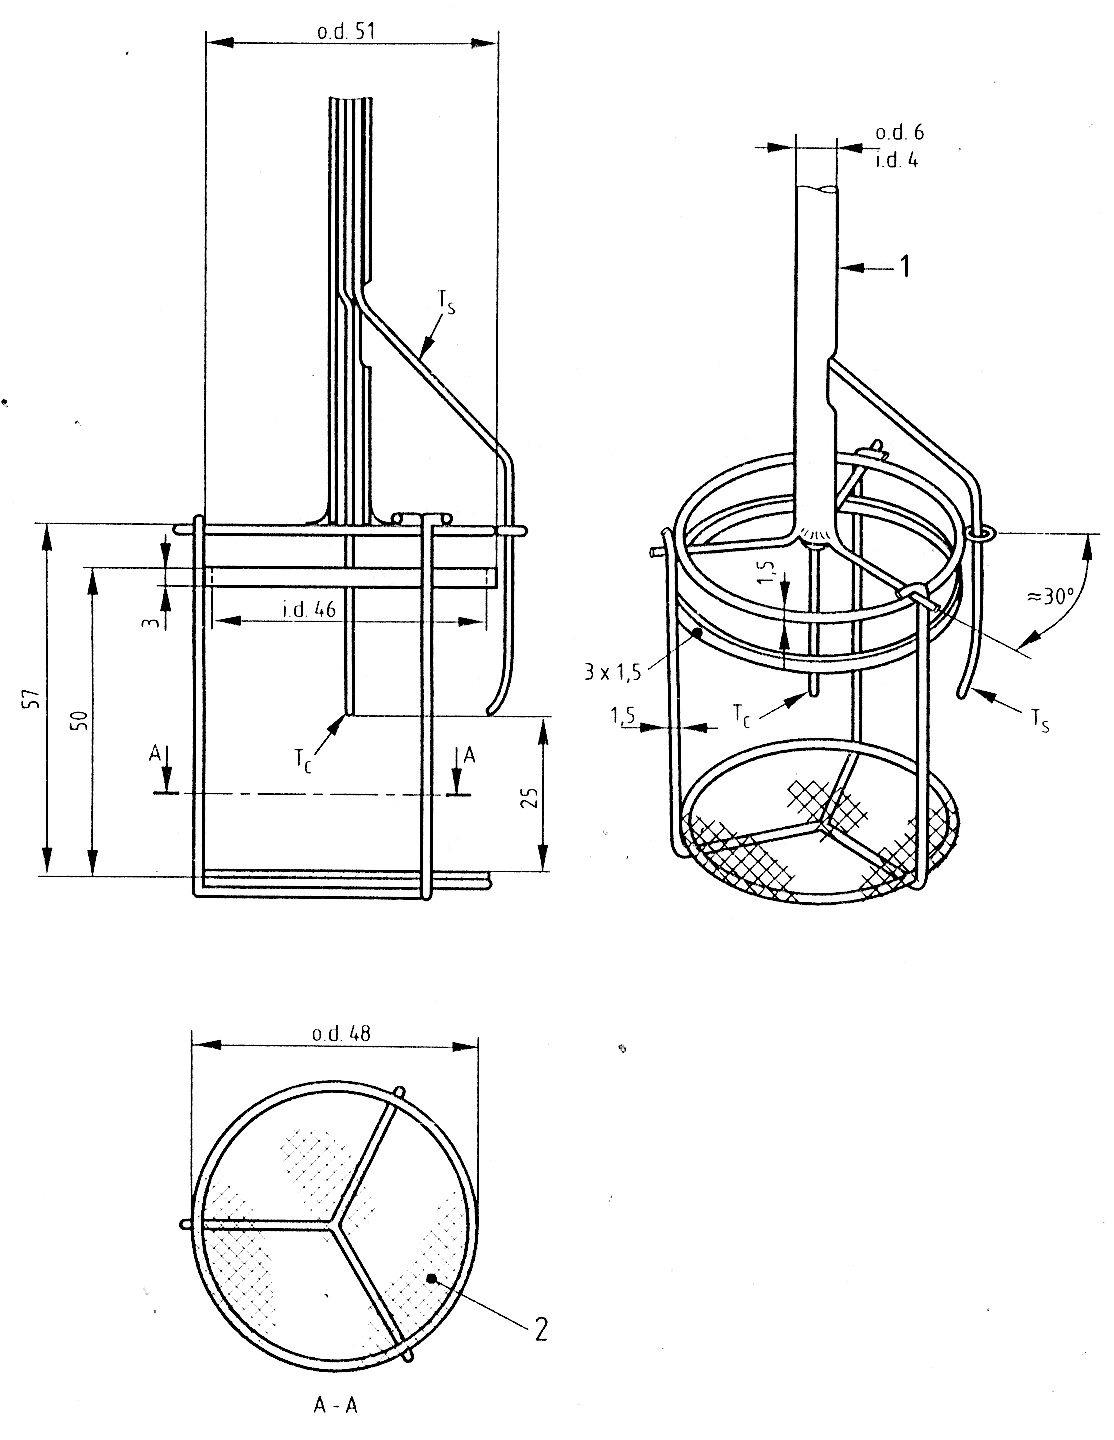 o.d. 51
o.d. 6
i.d. 4
1
T_S
3
i.d. 46
1,5
≈30°
57
50
3 x 1,5
1,5
T_C
T_S
A
A
T_C
25
o.d. 48
2
A - A